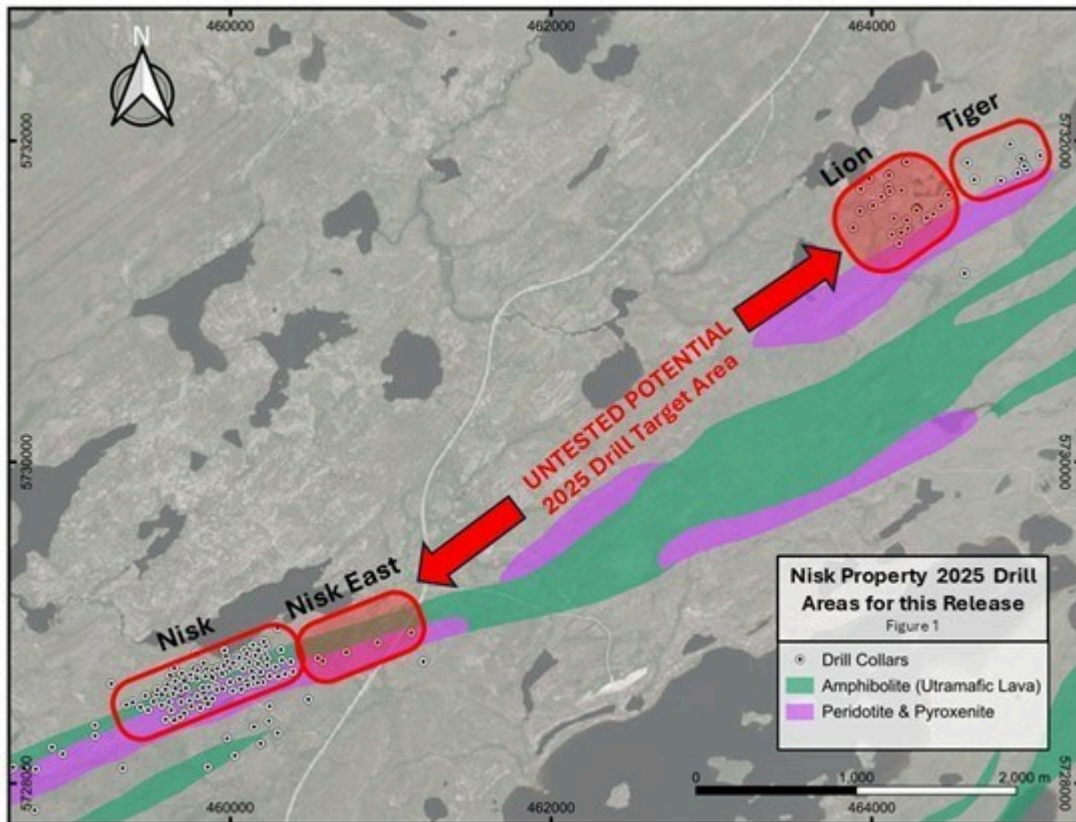 460000
462000
464000
N
5732000
5732000
Tiger
Lion
UNTESTED POTENTIAL
2025 Drill Target Area
5730000
5730000
Nisk East
Nisk
Nisk Property 2025 Drill
Areas for this Release
Figure 1
Drill Collars
Amphibolite (Utramafic Lava)
Peridotite & Pyroxenite
5728000
5728000
0
1,000
2,000 m
460000
462000
464000